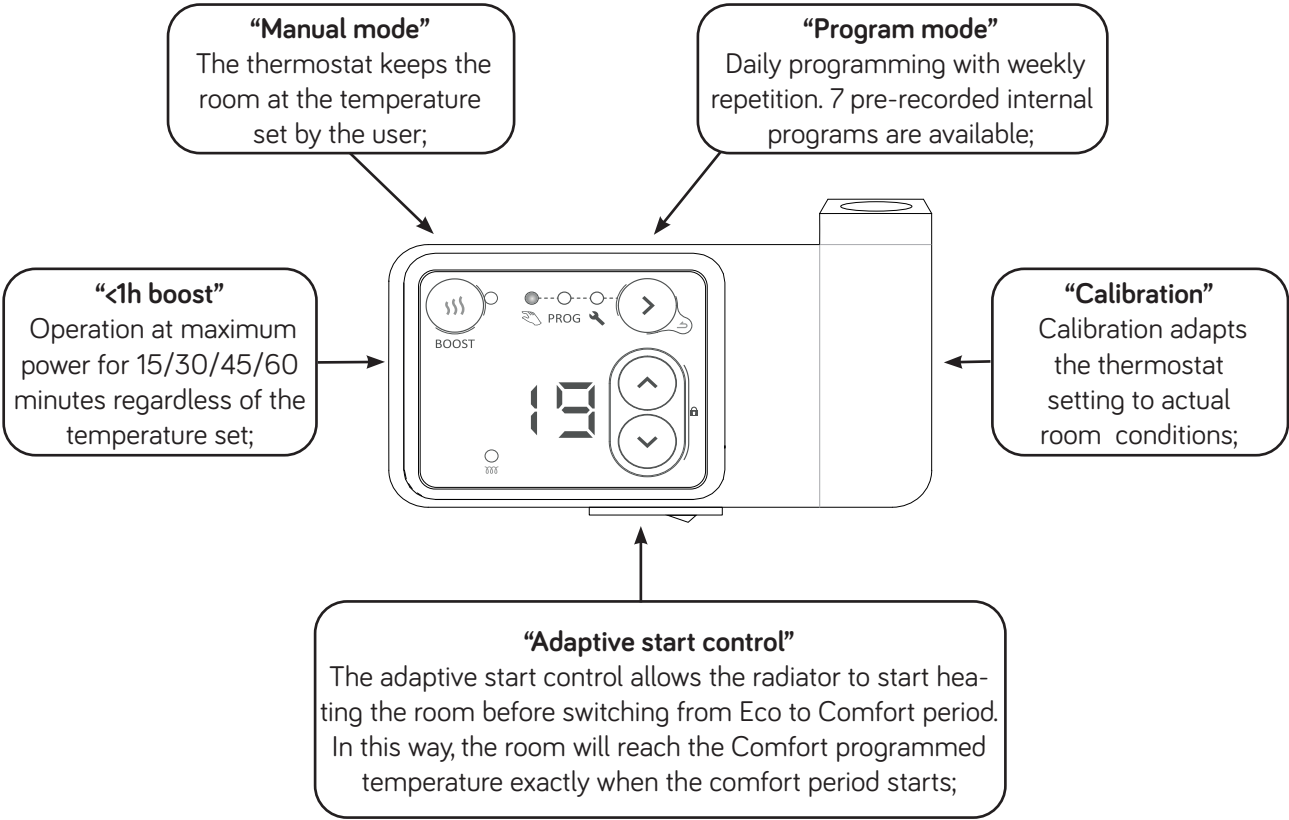 “Manual mode”
The thermostat keeps the
room at the temperature
set by the user;
“Program mode”
Daily programming with weekly
repetition. 7 pre-recorded internal
programs are available;
“<1h boost”
Operation at maximum
power for 15/30/45/60
minutes regardless of the
temperature set;
BOOST
PROG
19
“Calibration”
Calibration adapts
the thermostat
setting to actual
room conditions;
“Adaptive start control”
The adaptive start control allows the radiator to start hea-
ting the room before switching from Eco to Comfort period.
In this way, the room will reach the Comfort programmed
temperature exactly when the comfort period starts;